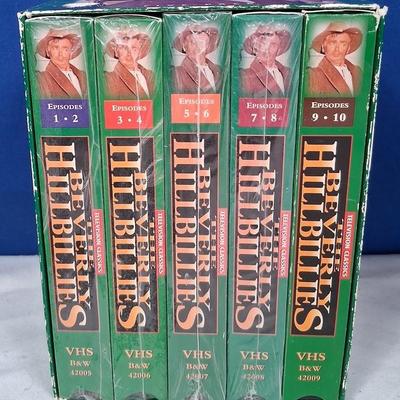 EPISODES
1 • 2
THE
BEVERLY
HILLBILLIES
TELEVISION CLASSICS
VHS
B&W
42005
EPISODES
3 • 4
THE
BEVERLY
HILLBILLIES
TELEVISION CLASSICS
VHS
B&W
42006
EPISODES
5 • 6
THE
BEVERLY
HILLBILLIES
TELEVISION CLASSICS
VHS
B&W
42007
EPISODES
7 • 8
THE
BEVERLY
HILLBILLIES
TELEVISION CLASSICS
VHS
B&W
42008
EPISODES
9 • 10
THE
BEVERLY
HILLBILLIES
TELEVISION CLASSICS
VHS
B&W
42009